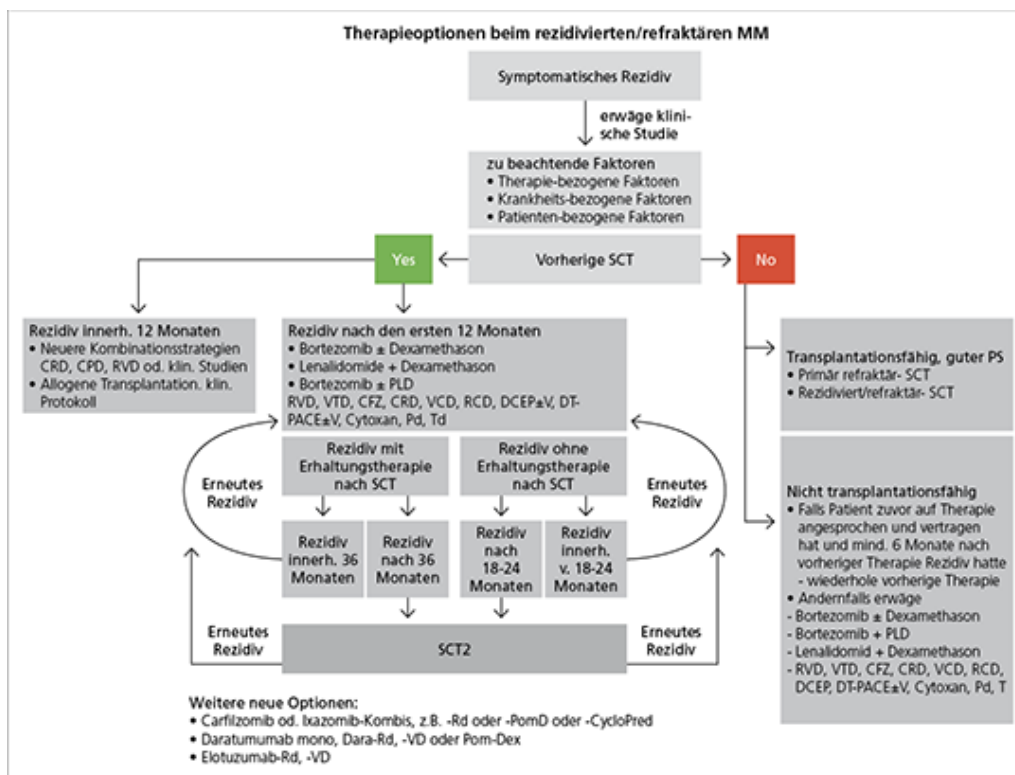 Therapieoptionen beim rezidivierten/refraktären MM
Symptomatisches Rezidiv
erwäge klini-
sche Studie
zu beachtende Faktoren
• Therapie-bezogene Faktoren
• Krankheits-bezogene Faktoren
• Patienten-bezogene Faktoren
Yes
Vorherige SCT
No
Rezidiv innerh. 12 Monaten
• Neuere Kombinationsstrategien
CRD, CPD, RVD od. klin. Studien
• Allogene Transplantation. klin.
Protokoll
Rezidiv nach den ersten 12 Monaten
• Bortezomib ± Dexamethason
• Lenalidomide + Dexamethason
• Bortezomib ± PLD
RVD, VTD, CFZ, CRD, VCD, RCD, DCEP±V, DT-
PACE±V, Cytoxan, Pd, Td
Transplantationsfähig, guter PS
• Primär refraktär- SCT
• Rezidiviert/refraktär- SCT
Erneutes
Rezidiv
Rezidiv mit
Erhaltungstherapie
nach SCT
Rezidiv ohne
Erhaltungstherapie
nach SCT
Erneutes
Rezidiv
Rezidiv
innerh. 36
Monaten
Rezidiv
nach 36
Monaten
Rezidiv
nach
18-24
Monaten
Rezidiv
innerh.
v. 18-24
Monaten
Nicht transplantationsfähig
• Falls Patient zuvor auf Therapie
angesprochen und vertragen
hat und mind. 6 Monate nach
vorheriger Therapie Rezidiv hatte
- wiederhole vorherige Therapie
• Andernfalls erwäge
- Bortezomib ± Dexamethason
- Bortezomib + PLD
- Lenalidomid + Dexamethason
- RVD, VTD, CFZ, CRD, VCD, RCD,
DCEP, DT-PACE±V, Cytoxan, Pd, T
Erneutes
Rezidiv
SCT2
Erneutes
Rezidiv
Weitere neue Optionen:
• Carfilzomib od. Ixazomib-Kombis, z.B. -Rd oder -PomD oder -CycloPred
• Daratumumab mono, Dara-Rd, -VD oder Pom-Dex
• Elotuzumab-Rd, -VD